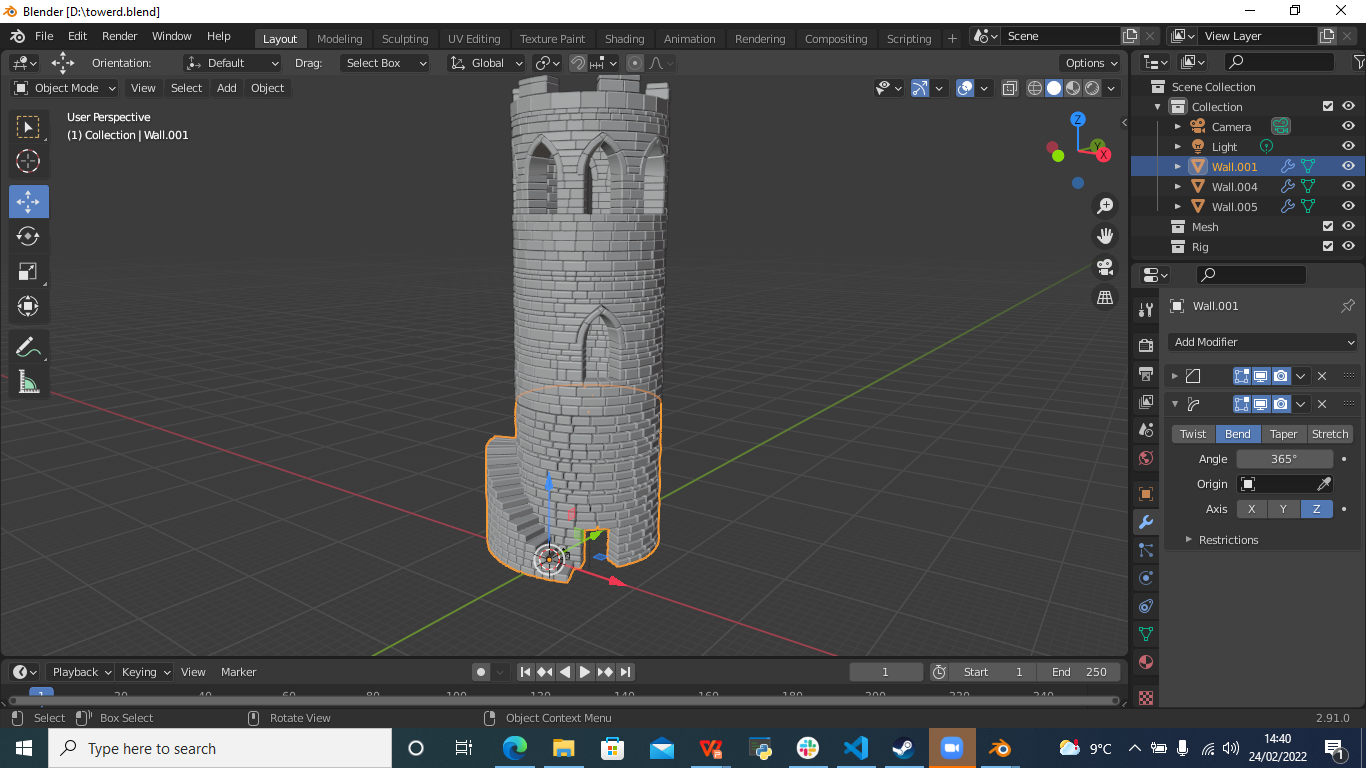 Blender [D:\towerd.blend]
File Edit Render Window Help Layout Modeling Sculpting UV Editing Texture Paint Shading Animation Rendering Compositing Scripting + Scene View Layer
Orientation: Default Drag: Select Box Global Options
Object Mode View Select Add Object
User Perspective
(1) Collection | Wall.001
Z
Y
X
Scene Collection
Collection
Camera
Light
Wall.001
Wall.004
Wall.005
Mesh
Rig
Wall.001
Add Modifier
Twist Bend Taper Stretch
Angle 365°
Origin
Axis X Y Z
Restrictions
Playback Keying View Marker 1 Start 1 End 250
1 20 40 60 80 100 120 140 160 180 200 220 240
Select Box Select Rotate View Object Context Menu 2.91.0
Type here to search 9°C 14:40
24/02/2022 1